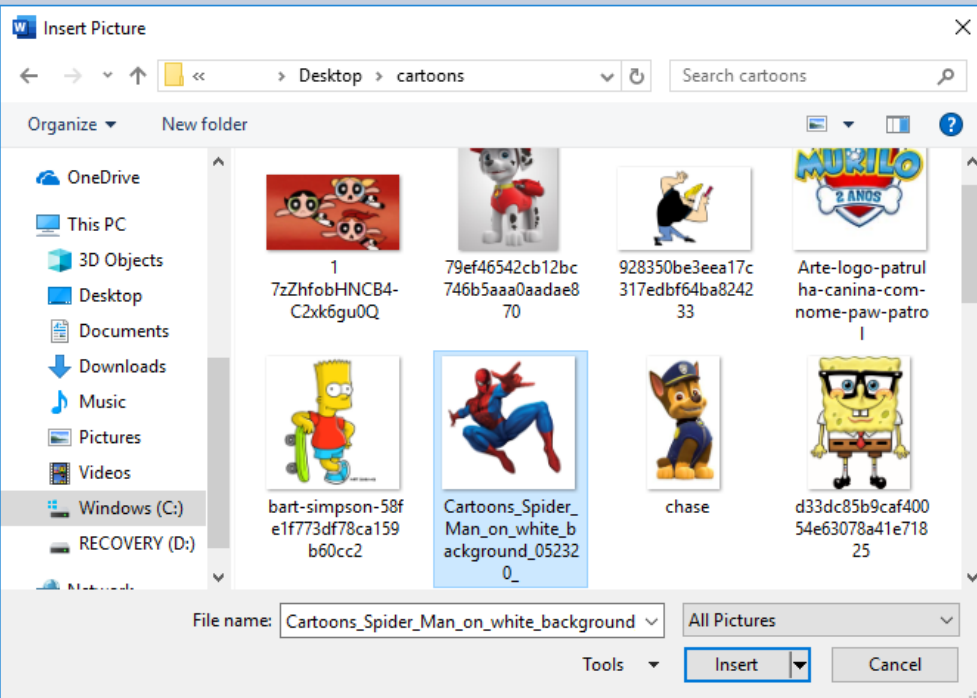 W
Insert Picture
« > Desktop > cartoons
Search cartoons
Organize
New folder
?
OneDrive
This PC
3D Objects
Desktop
Documents
Downloads
Music
Pictures
Videos
Windows (C:)
RECOVERY (D:)
Network
MURILO
2 ANOS
1
7zZhfobHNCB4-
C2xk6gu0Q
79ef46542cb12bc
746b5aaa0aadae8
70
928350be3eea17c
317edbf64ba8242
33
Arte-logo-patrul
ha-canina-com-
nome-paw-patro
l
bart-simpson-58f
e1f773df78ca159
b60cc2
Cartoons_Spider_
Man_on_white_b
ackground_05232
0_
chase
d33dc85b9caf400
54e63078a41e718
25
File name:
Cartoons_Spider_Man_on_white_background
All Pictures
Tools
Insert
Cancel